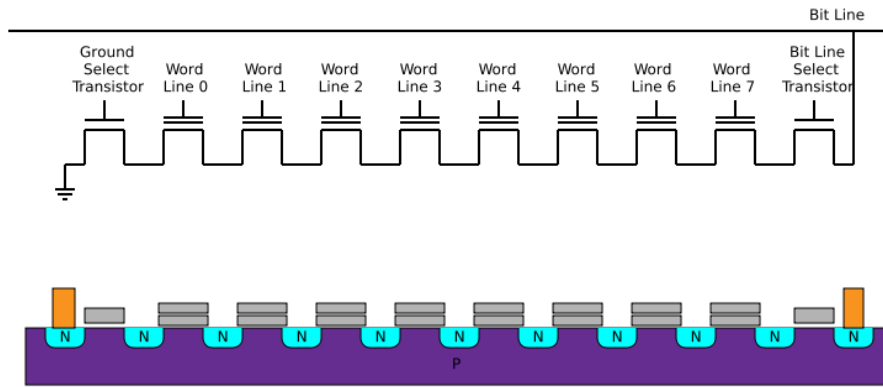 Bit Line
Ground
Select
Transistor
Word
Line 0
Word
Line 1
Word
Line 2
Word
Line 3
Word
Line 4
Word
Line 5
Word
Line 6
Word
Line 7
Bit Line
Select
Transistor
N
N
N
N
N
N
N
N
N
N
N
P